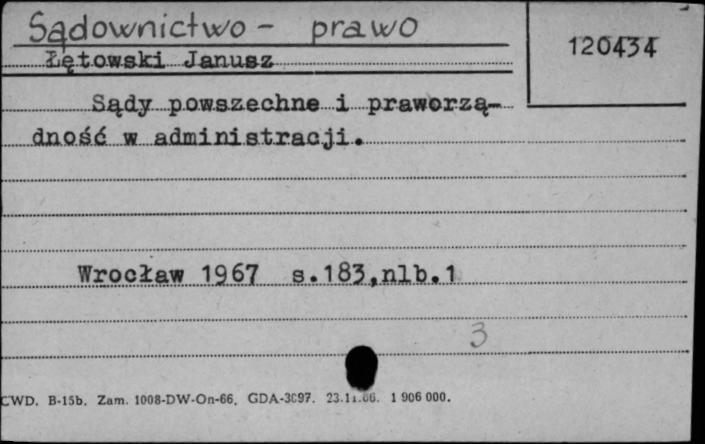 Sądownictwo - prawo
120434
Łętowski Janusz
Sądy powszechne i praworzą-
dność w administracji.
Wrocław 1967 s.183,nlb.1
3
CWD. B-15b. Zam. 1008-DW-On-66. GDA-3097. 23.11.66. 1 906 000.